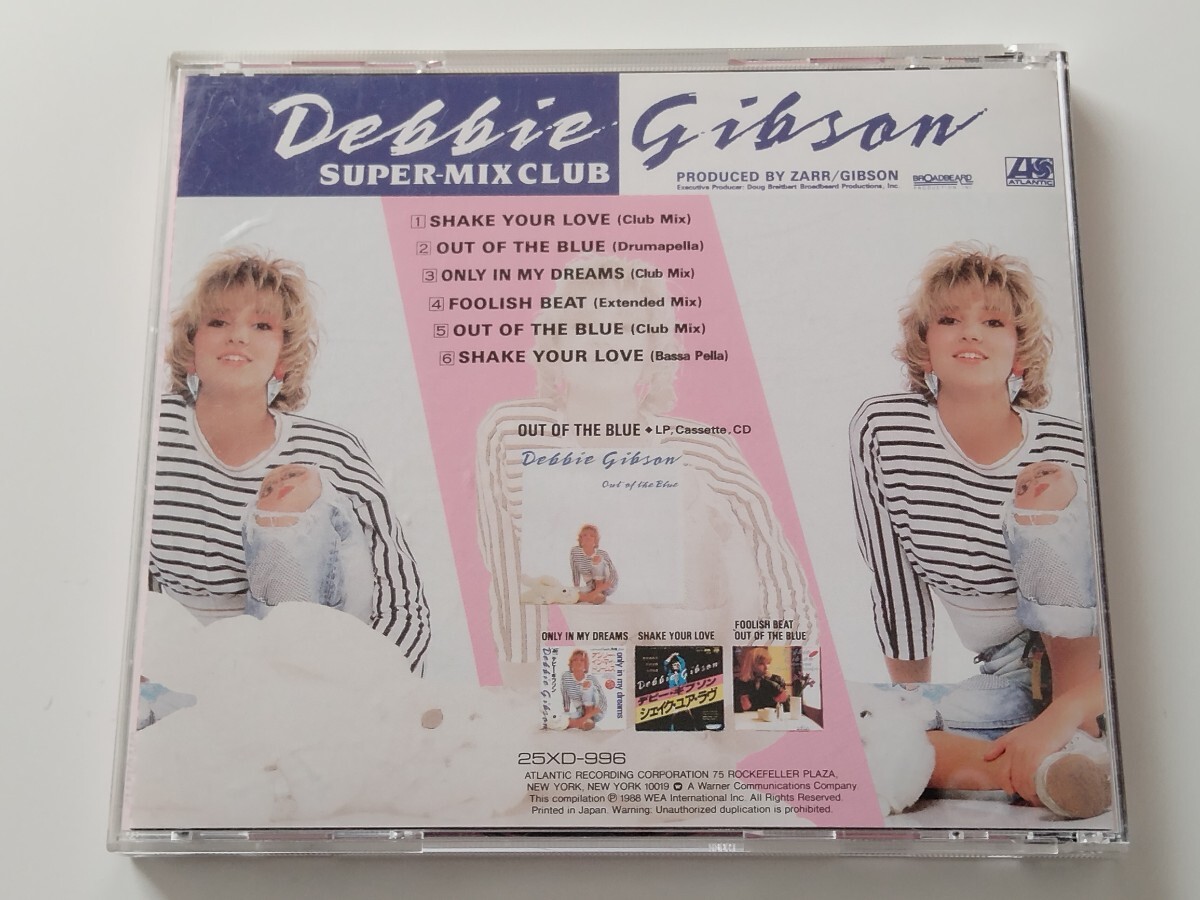 Debbie Gibson
SUPER-MIX CLUB
PRODUCED BY ZARR/GIBSON
Executive Producer: Doug Breitbart Broadbeard Productions, Inc.
BROADBEARD
ATLANTIC
1 SHAKE YOUR LOVE (Club Mix)
2 OUT OF THE BLUE (Drumapella)
3 ONLY IN MY DREAMS (Club Mix)
4 FOOLISH BEAT (Extended Mix)
5 OUT OF THE BLUE (Club Mix)
6 SHAKE YOUR LOVE (Bassa Pella)
OUT OF THE BLUE ◆ LP, Cassette, CD
Debbie Gibson
Out of the Blue
ONLY IN MY DREAMS
SHAKE YOUR LOVE
FOOLISH BEAT
OUT OF THE BLUE
デビー・ギブソン
Debbie Gibson
only in my dreams
Debbie Gibson
デビー・ギブソン
シェイク・ユア・ラヴ
25XD-996
ATLANTIC RECORDING CORPORATION 75 ROCKEFELLER PLAZA,
NEW YORK, NEW YORK 10019 A Warner Communications Company
This compilation ℗ 1988 WEA International Inc. All Rights Reserved.
Printed in Japan. Warning: Unauthorized duplication is prohibited.